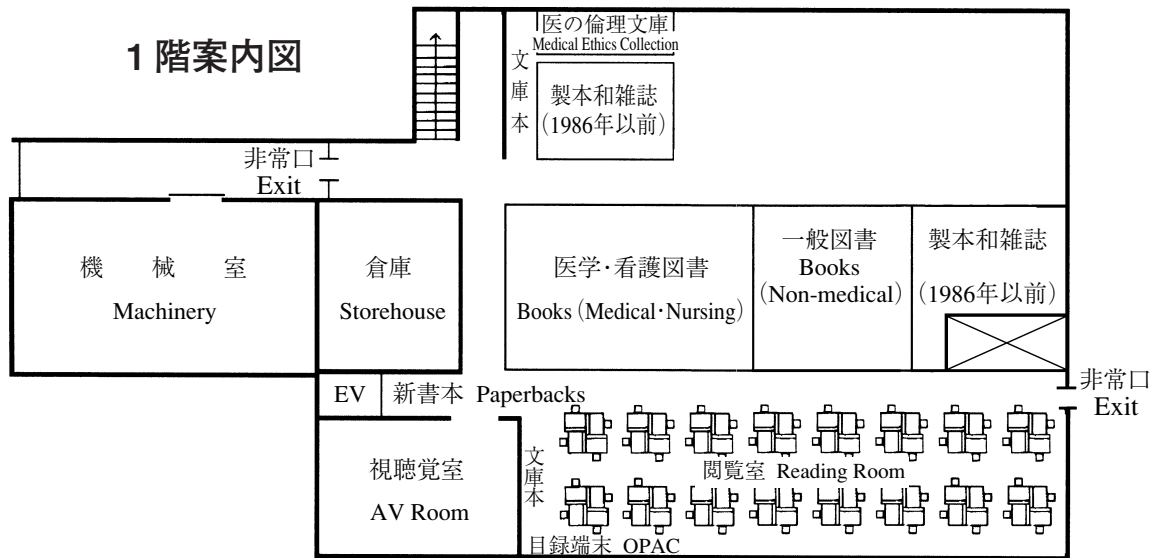 1階案内図
医の倫理文庫
Medical Ethics Collection
文庫本
製本和雑誌
(1986年以前)
非常口
Exit
機械室
Machinery
倉庫
Storehouse
医学・看護図書
Books(Medical・Nursing)
一般図書
Books
(Non-medical)
製本和雑誌
(1986年以前)
EV
新書本 Paperbacks
非常口
Exit
視聴覚室
AV Room
文庫本
閲覧室 Reading Room
目録端末 OPAC